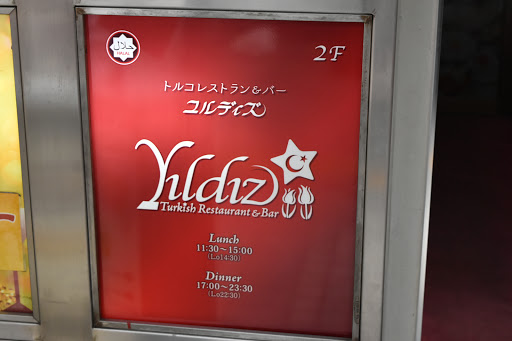 حلال
HALAL
2F
トルコレストラン&バー
ユルディズ
Yıldız
Turkish Restaurant & Bar
Lunch
11:30～15:00
(L.o14:30)
Dinner
17:00～23:30
(L.o22:30)